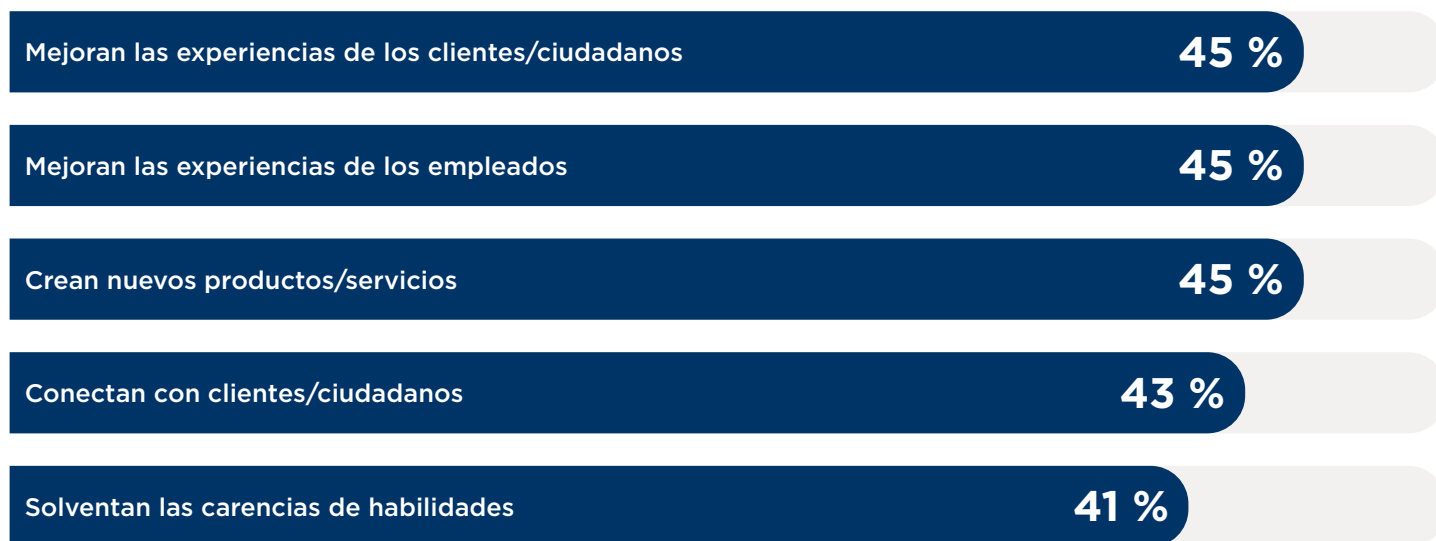 Mejoran las experiencias de los clientes/ciudadanos 45 %
Mejoran las experiencias de los empleados 45 %
Crean nuevos productos/servicios 45 %
Conectan con clientes/ciudadanos 43 %
Solventan las carencias de habilidades 41 %